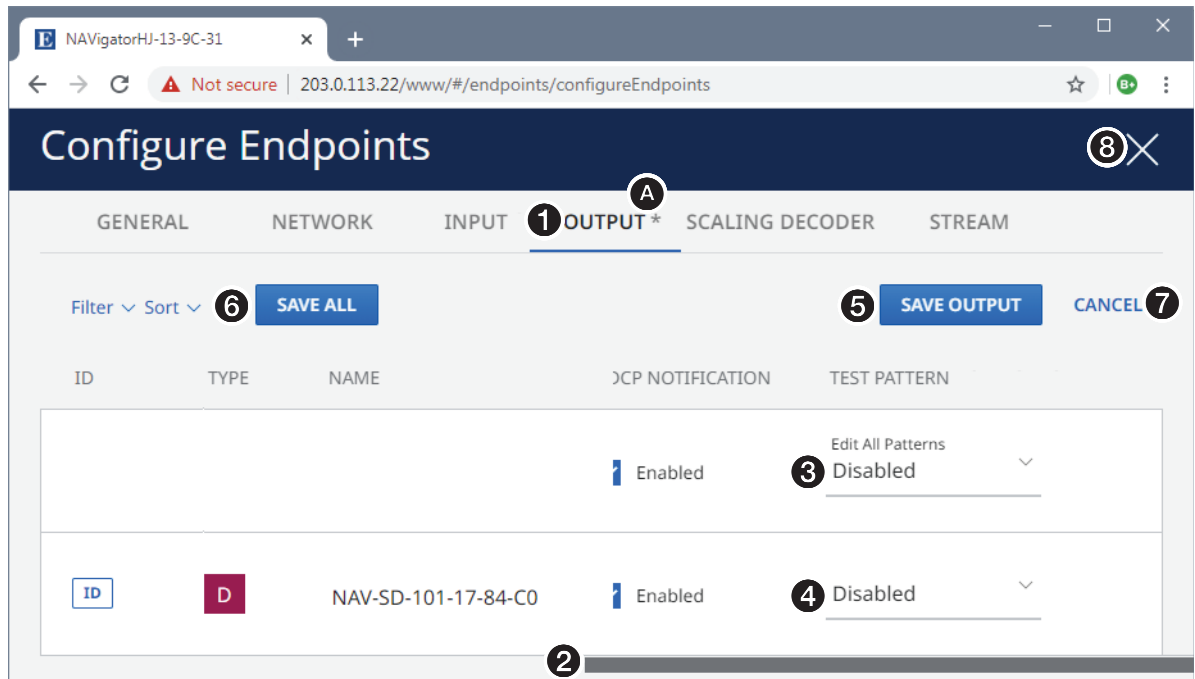 E NAVigatorHJ-13-9C-31
Not secure | 203.0.113.22/www/#/endpoints/configureEndpoints B+
Configure Endpoints 8
A
GENERAL NETWORK INPUT 1 OUTPUT * SCALING DECODER STREAM
Filter Sort 6 SAVE ALL 5 SAVE OUTPUT CANCEL 7
ID TYPE NAME DCP NOTIFICATION TEST PATTERN
Edit All Patterns
Enabled 3 Disabled
ID D NAV-SD-101-17-84-C0 Enabled 4 Disabled
2